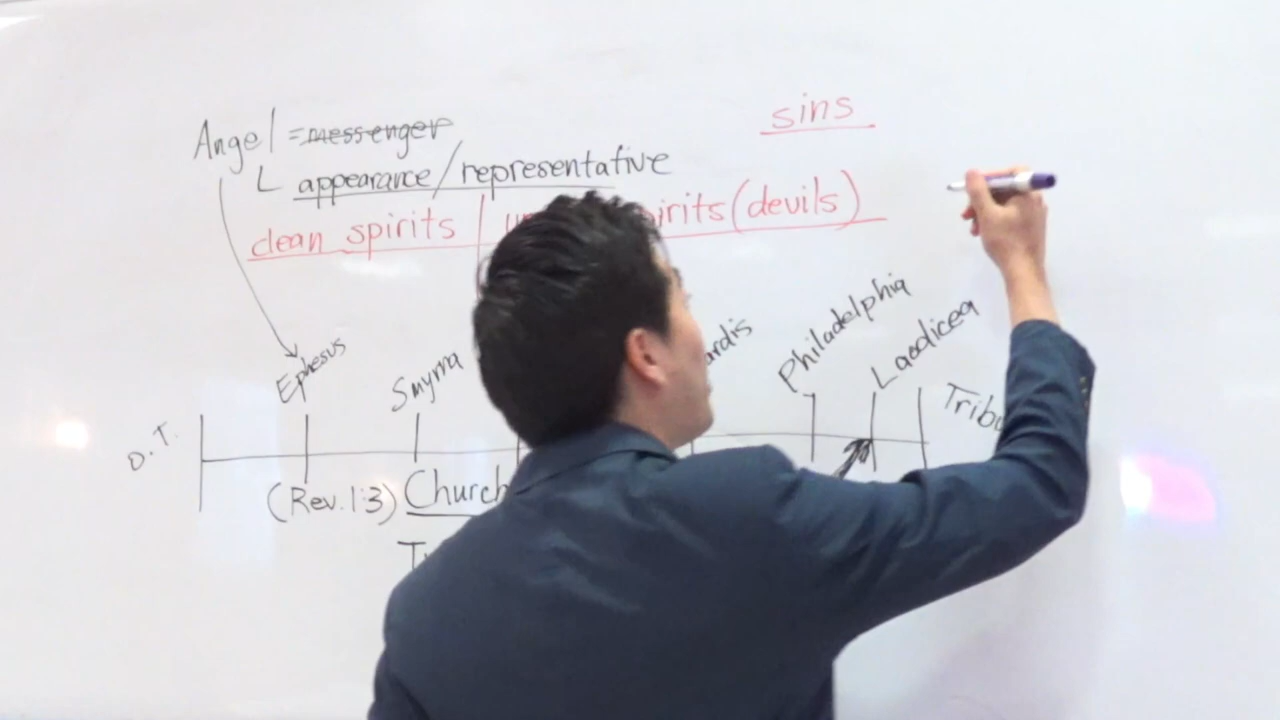 sins
Angel = messenger
appearance/representative
clean spirits | spirits (devils)
Ephesus
Smyrna
Philadelphia
Laodicea
O.T.
(Rev. 1:3) Church